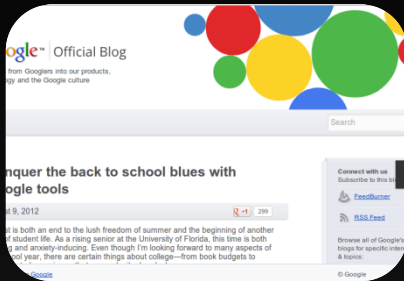 ogle™ Official Blog
from Googlers into our products,
ogy and the Google culture
Search
nquer the back to school blues with
ogle tools
st 9, 2012
+1 299
at is both an end to the lush freedom of summer and the beginning of another
of student life. As a rising senior at the University of Florida, this time is both
g and anxiety-inducing. Even though I'm looking forward to many aspects of
ool year, there are certain things about college—from book budgets to
Google
Connect with us
Subscribe to this bl
FeedBurner
RSS Feed
Browse all of Google's
blogs for specific inter
& topics:
© Google